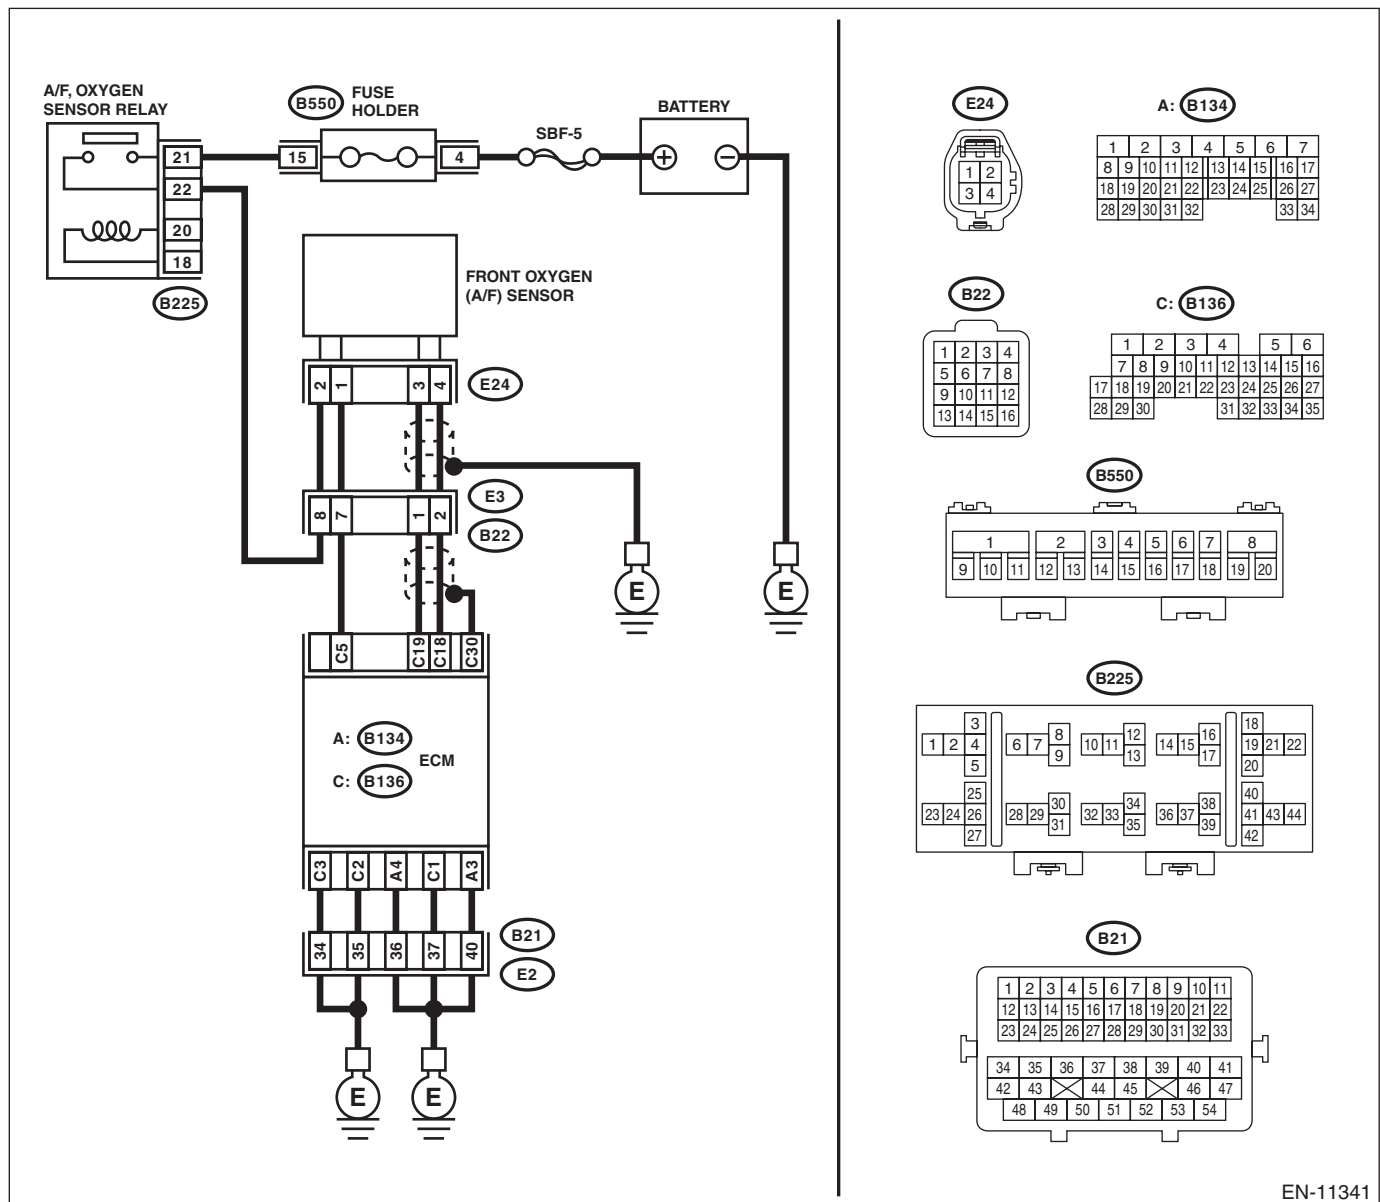 A/F, OXYGEN
SENSOR RELAY
B550
FUSE
HOLDER
SBF-5
BATTERY
21
15
4
+
−
22
20
18
B225
FRONT OXYGEN
(A/F) SENSOR
2 1 3 4
E24
E3
8 7 1 2
B22
E
E
C5 C19 C18 C30
A: B134
ECM
C: B136
C3 C2 A4 C1 A3
B21
34 35 36 37 40
E2
E
E
E24
1 2
3 4
A: B134
1 2 3 4 5 6 7
8 9 10 11 12 13 14 15 16 17
18 19 20 21 22 23 24 25 26 27
28 29 30 31 32 33 34
B22
1 2 3 4
5 6 7 8
9 10 11 12
13 14 15 16
C: B136
1 2 3 4 5 6
7 8 9 10 11 12 13 14 15 16
17 18 19 20 21 22 23 24 25 26 27
28 29 30 31 32 33 34 35
B550
1 2 3 4 5 6 7 8
9 10 11 12 13 14 15 16 17 18 19 20
B225
3 8 12 16 18
1 2 4 6 7 10 11 14 15 19 21 22
5 9 13 17 20
25 30 34 38 40
23 24 26 28 29 32 33 36 37 41 43 44
27 31 35 39 42
B21
1 2 3 4 5 6 7 8 9 10 11
12 13 14 15 16 17 18 19 20 21 22
23 24 25 26 27 28 29 30 31 32 33
34 35 36 37 38 39 40 41
42 43 44 45 46 47
48 49 50 51 52 53 54
EN-11341